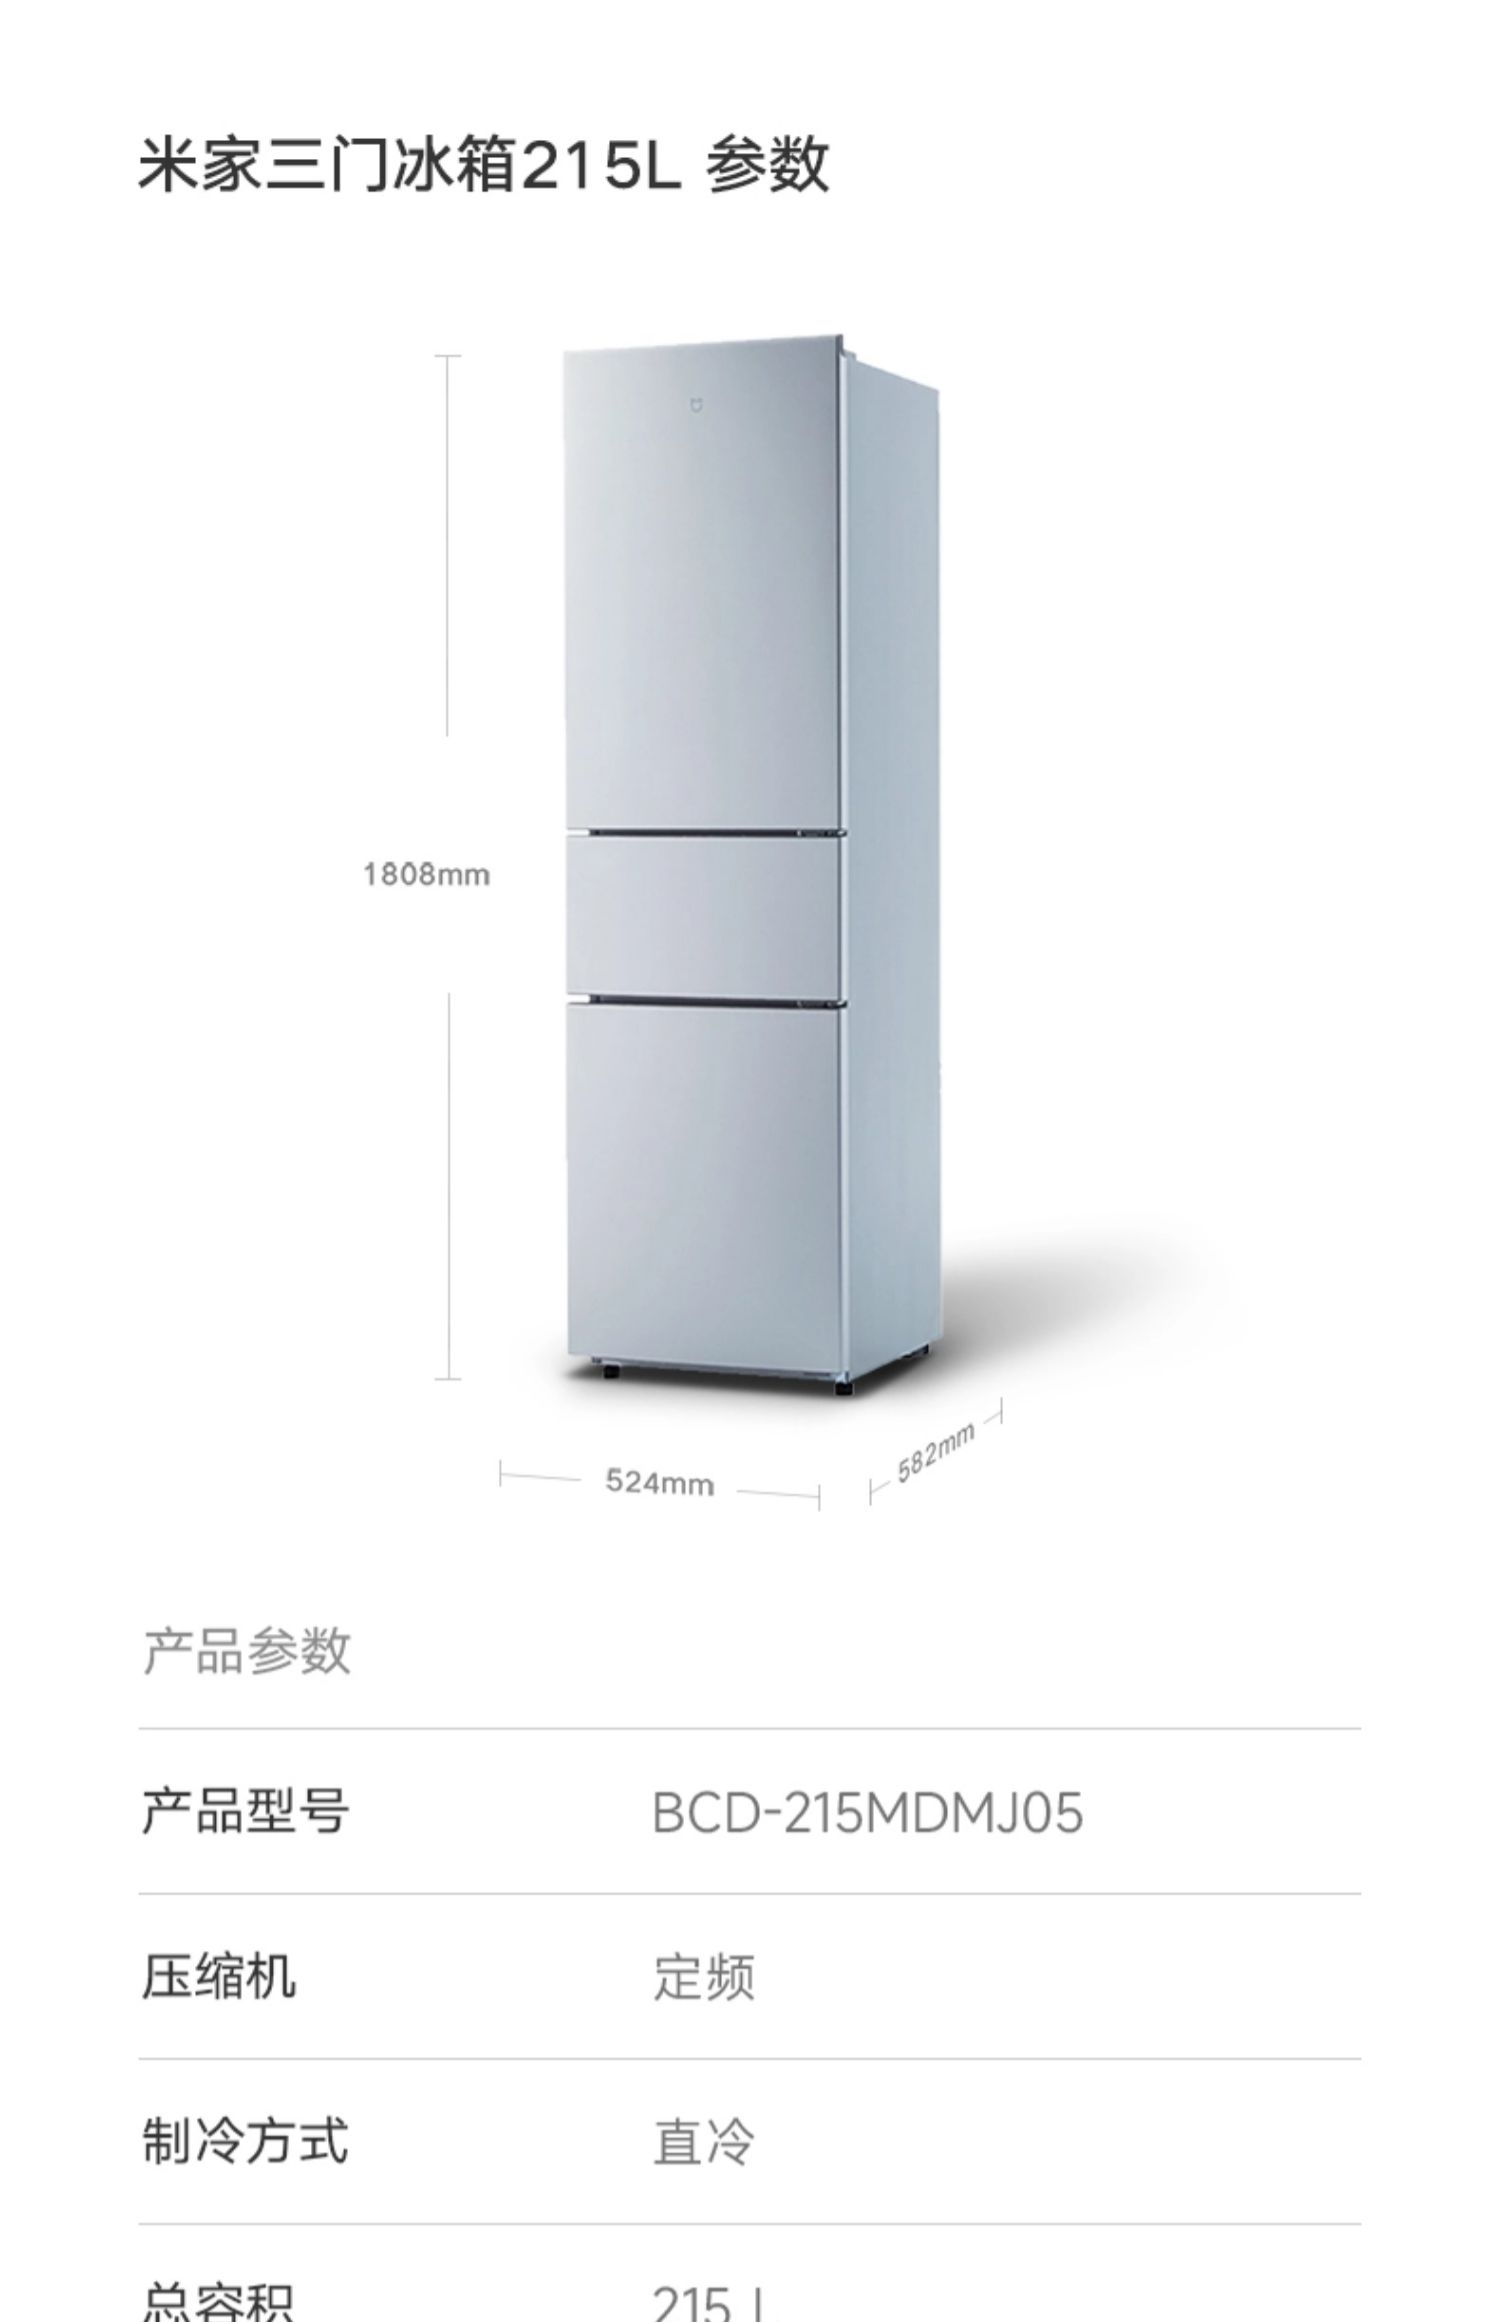 米家三门冰箱215L 参数
1808mm
524mm
582mm
产品参数
产品型号 BCD-215MDMJ05
压缩机 定频
制冷方式 直冷
总容积 215 L